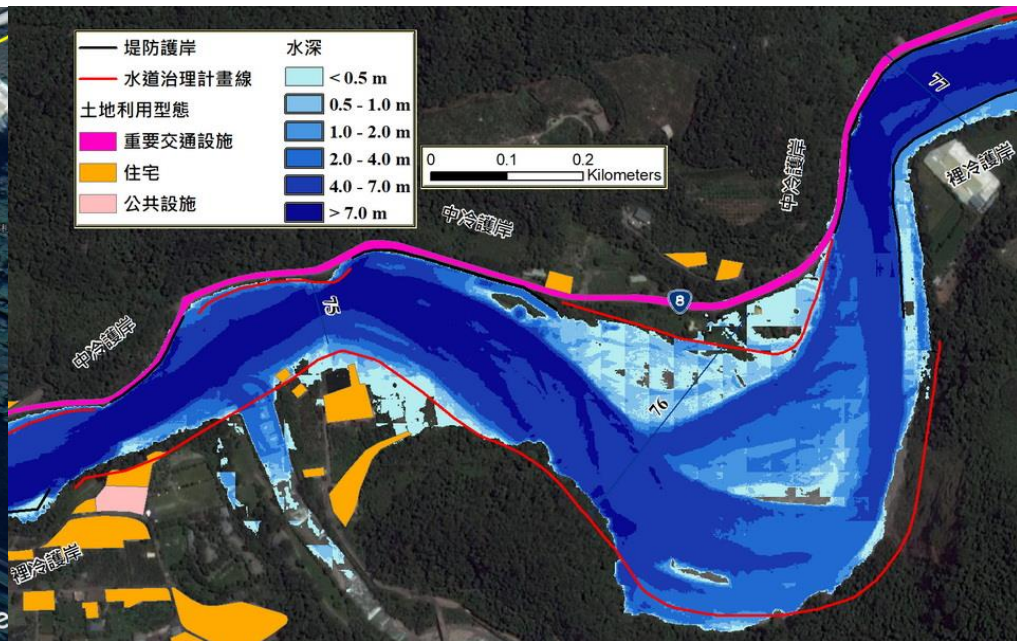 堤防護岸
水道治理計畫線
土地利用型態
重要交通設施
住宅
公共設施
水深
< 0.5 m
0.5 - 1.0 m
1.0 - 2.0 m
2.0 - 4.0 m
4.0 - 7.0 m
> 7.0 m
0 0.1 0.2
Kilometers
77
裡冷護岸
中冷護岸
中冷護岸
8
75
中冷護岸
76
裡冷護岸
e